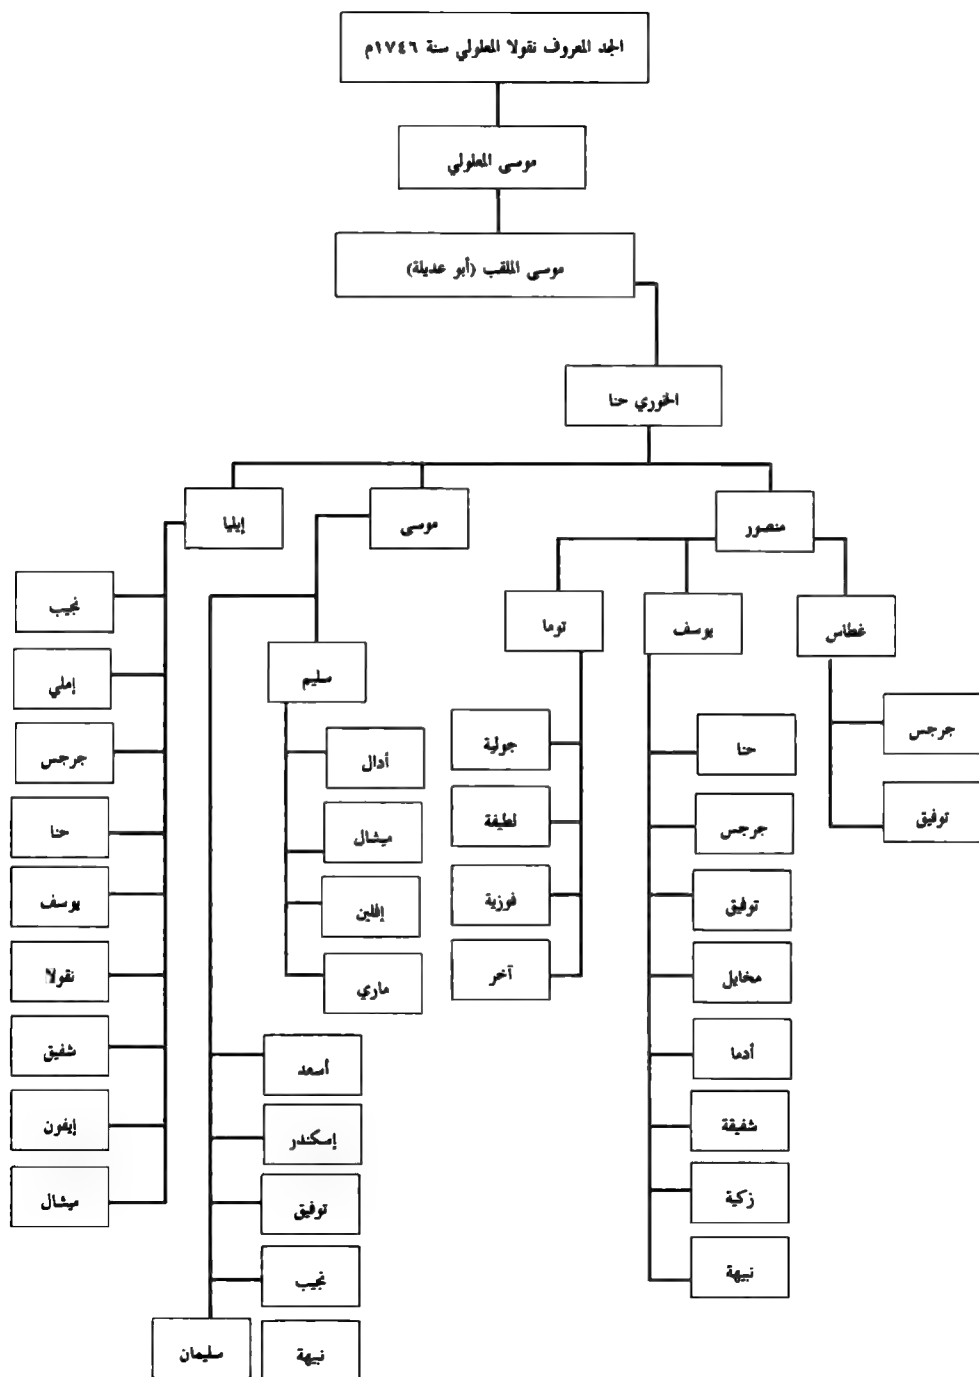 الجد المعروف نقولا المعلولي سنة ١٧٤٦م
موسى المعلولي
موسى الملقب (أبو عديلة)
الخوري حنا
منصور
موسى
إيليا
غطاس
يوسف
توما
سليم
جرجس
توفيق
حنا
جرجس
توفيق
مخايل
أدما
شفيقة
زكية
نبيهة
جولية
لطيفة
فوزية
آخر
أدال
ميشال
إفلين
ماري
أسعد
إسكندر
توفيق
نجيب
نبيهة
سليمان
نجيب
إملي
جرجس
حنا
يوسف
نقولا
شفيق
إيفون
ميشال